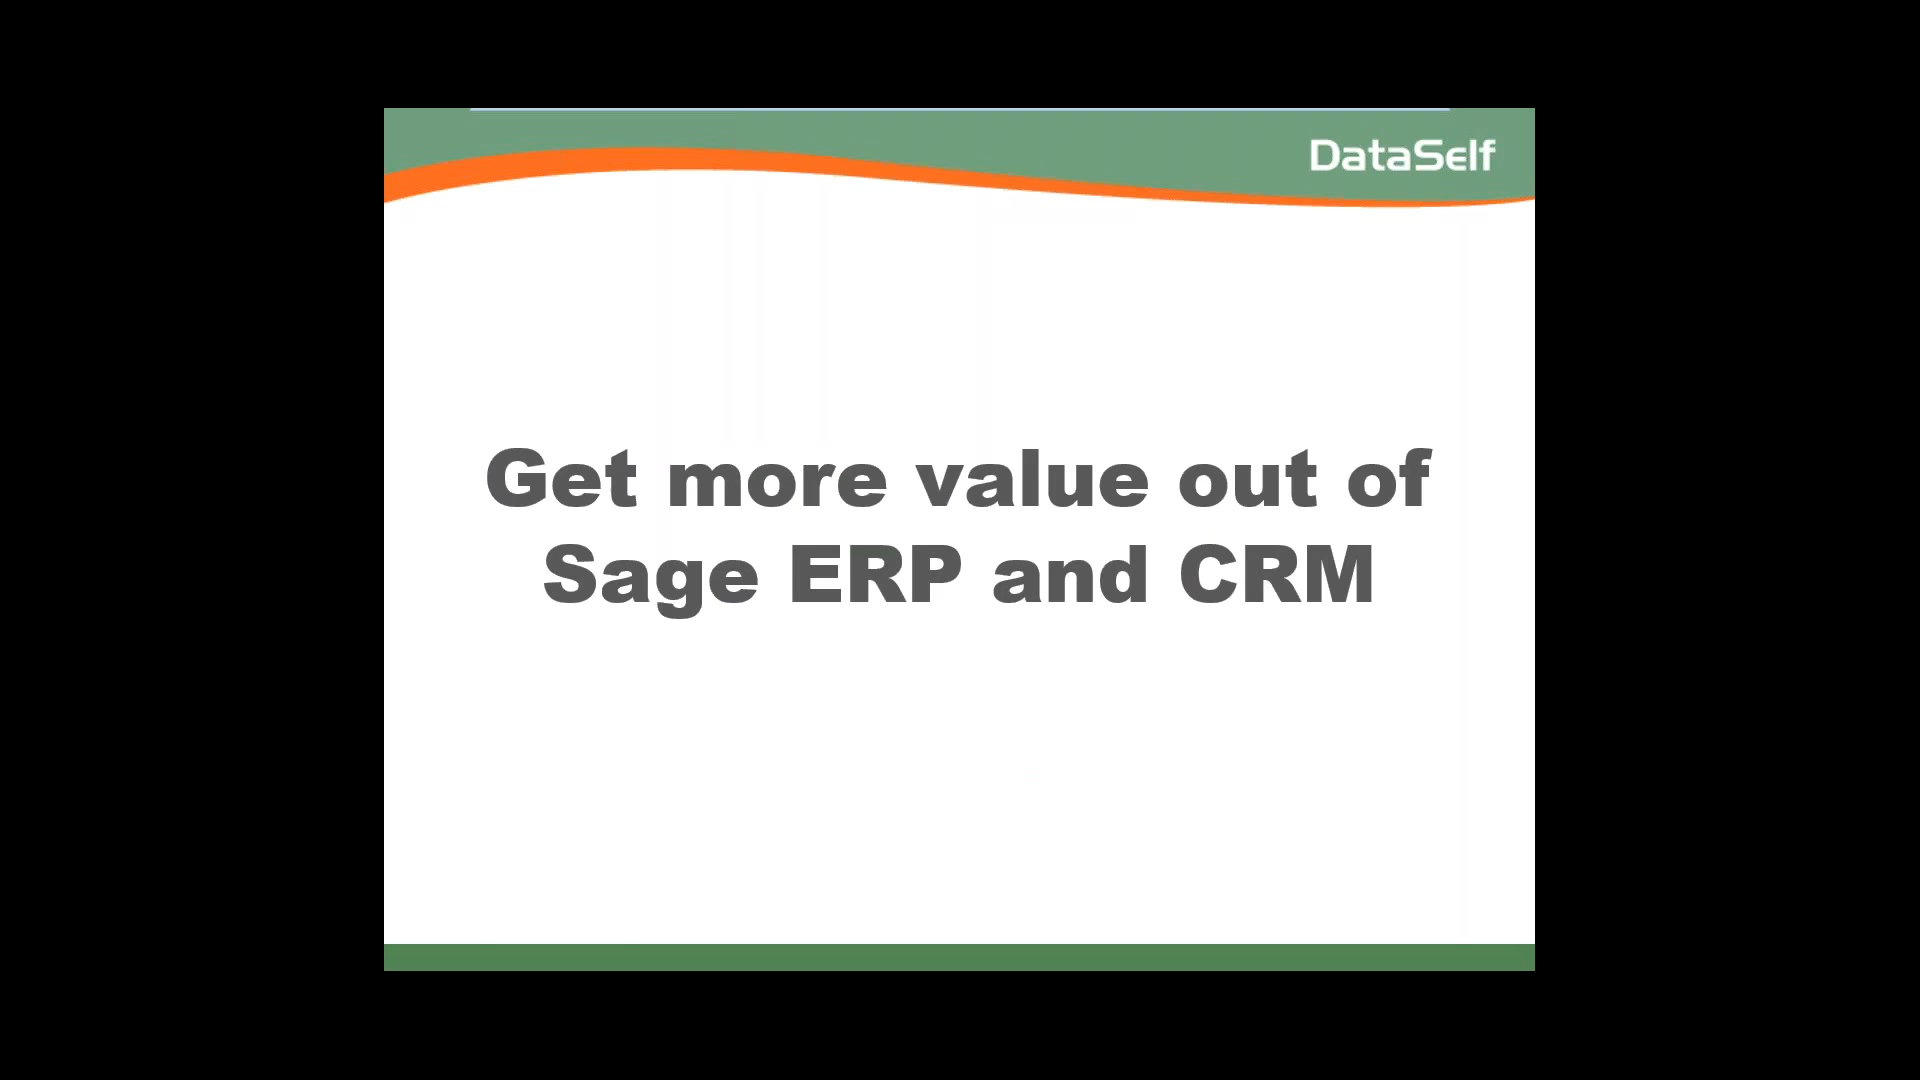 DataSelf
Get more value out of
Sage ERP and CRM